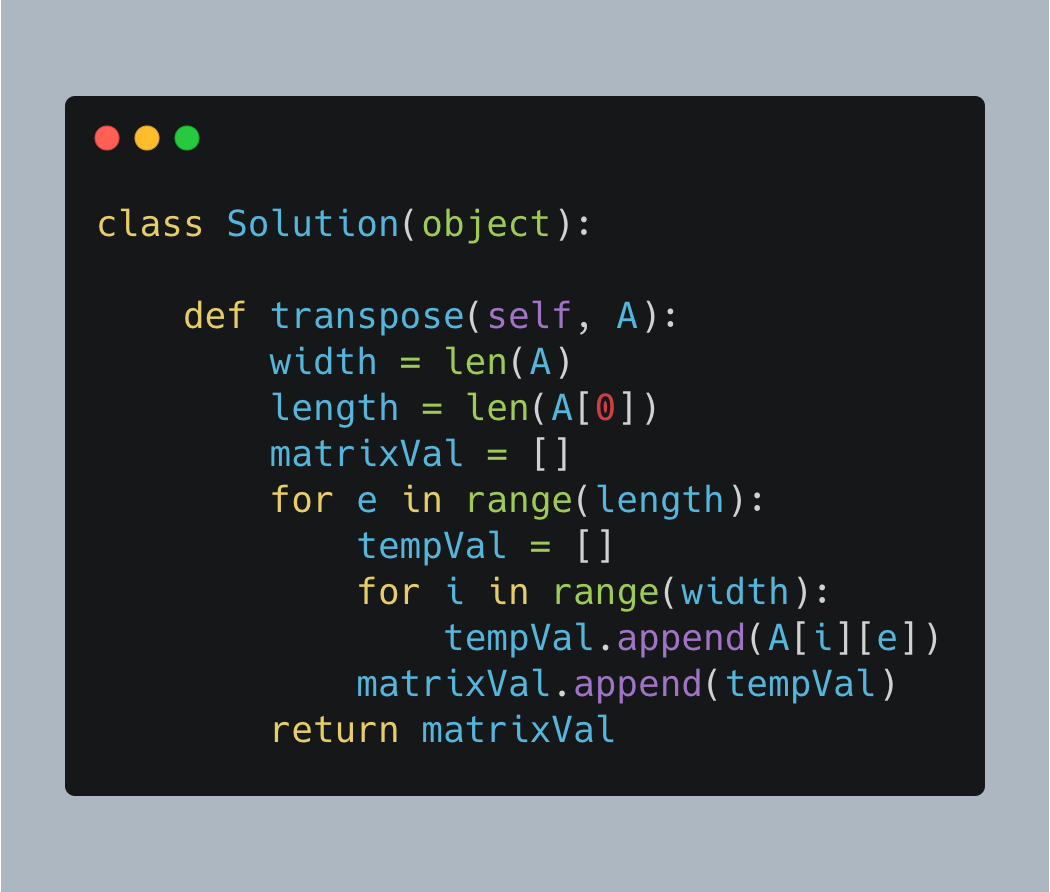 class Solution(object):

    def transpose(self, A):
        width = len(A)
        length = len(A[0])
        matrixVal = []
        for e in range(length):
            tempVal = []
            for i in range(width):
                tempVal.append(A[i][e])
            matrixVal.append(tempVal)
        return matrixVal